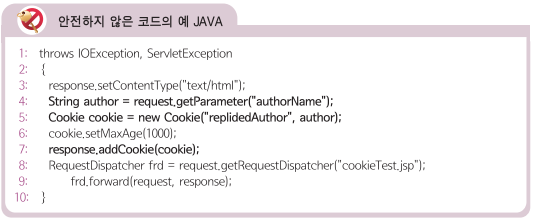 안전하지 않은 코드의 예 JAVA
1: throws IOException, ServletException
2: {
3: response.setContentType("text/html");
4: String author = request.getParameter("authorName");
5: Cookie cookie = new Cookie("replidedAuthor", author);
6: cookie.setMaxAge(1000);
7: response.addCookie(cookie);
8: RequestDispatcher frd = request.getRequestDispatcher("cookieTest.jsp");
9: frd.forward(request, response);
10: }